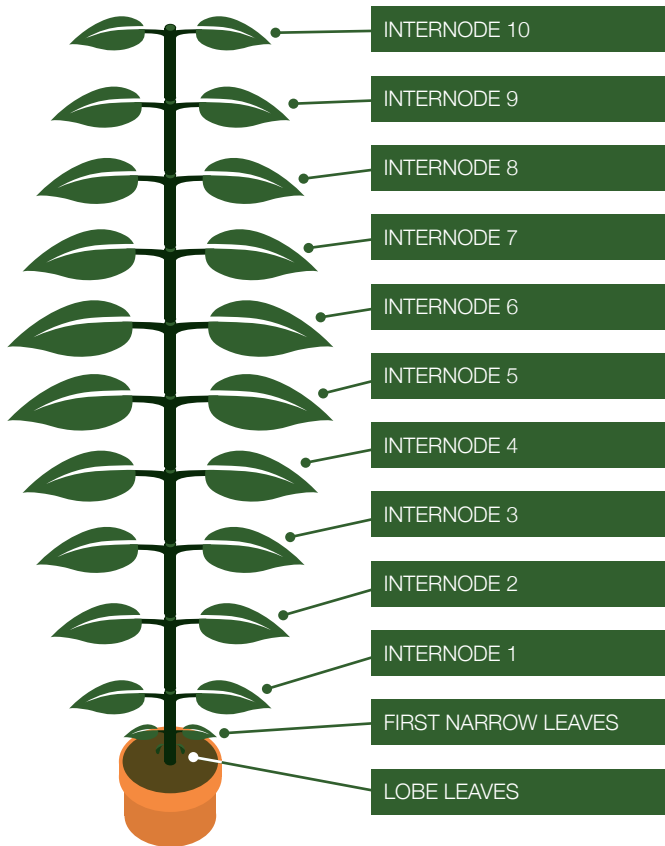 INTERNODE 10
INTERNODE 9
INTERNODE 8
INTERNODE 7
INTERNODE 6
INTERNODE 5
INTERNODE 4
INTERNODE 3
INTERNODE 2
INTERNODE 1
FIRST NARROW LEAVES
LOBE LEAVES